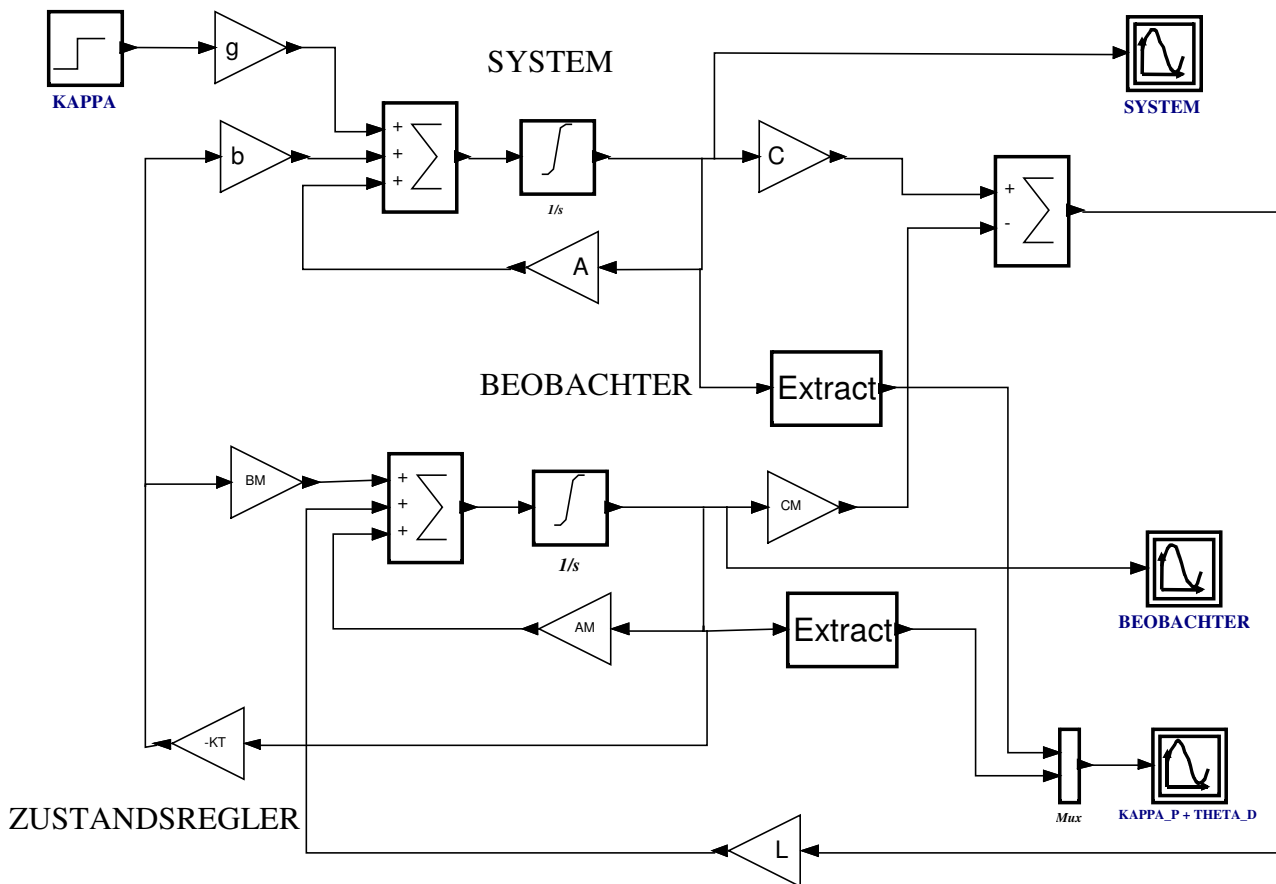 g
KAPPA
SYSTEM
SYSTEM
b
+
+
+
1/s
C
+
-
A
BEOBACHTER
Extract
BM
+
+
+
1/s
CM
BEOBACHTER
AM
Extract
-KT
Mux
KAPPA_P + THETA_D
ZUSTANDSREGLER
L